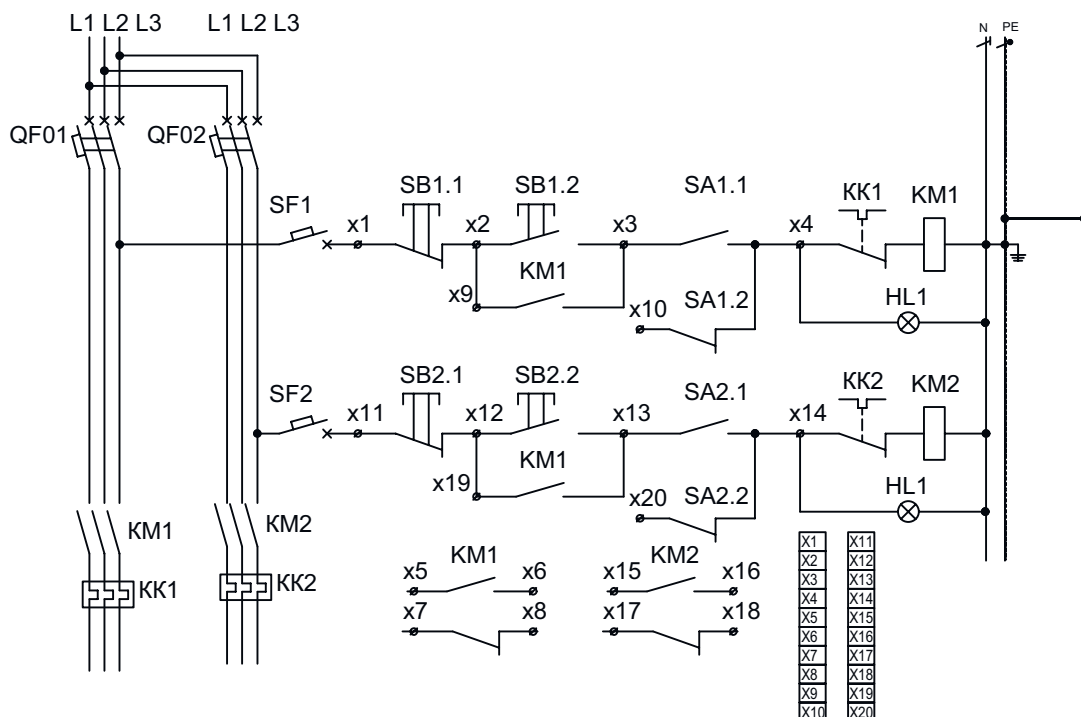 L1 L2 L3 L1 L2 L3
N PE
QF01 QF02
SF1 x1 SB1.1 x2 SB1.2 x3 SA1.1 x4 КК1 КМ1
x9 КМ1 x10 SA1.2 HL1
SF2 x11 SB2.1 x12 SB2.2 x13 SA2.1 x14 КК2 КМ2
x19 КМ1 x20 SA2.2 HL1
КМ1 КМ2
КК1 КК2
КМ1 КМ2
x5 x6 x15 x16
x7 x8 x17 x18
X1 X11
X2 X12
X3 X13
X4 X14
X5 X15
X6 X16
X7 X17
X8 X18
X9 X19
X10 X20